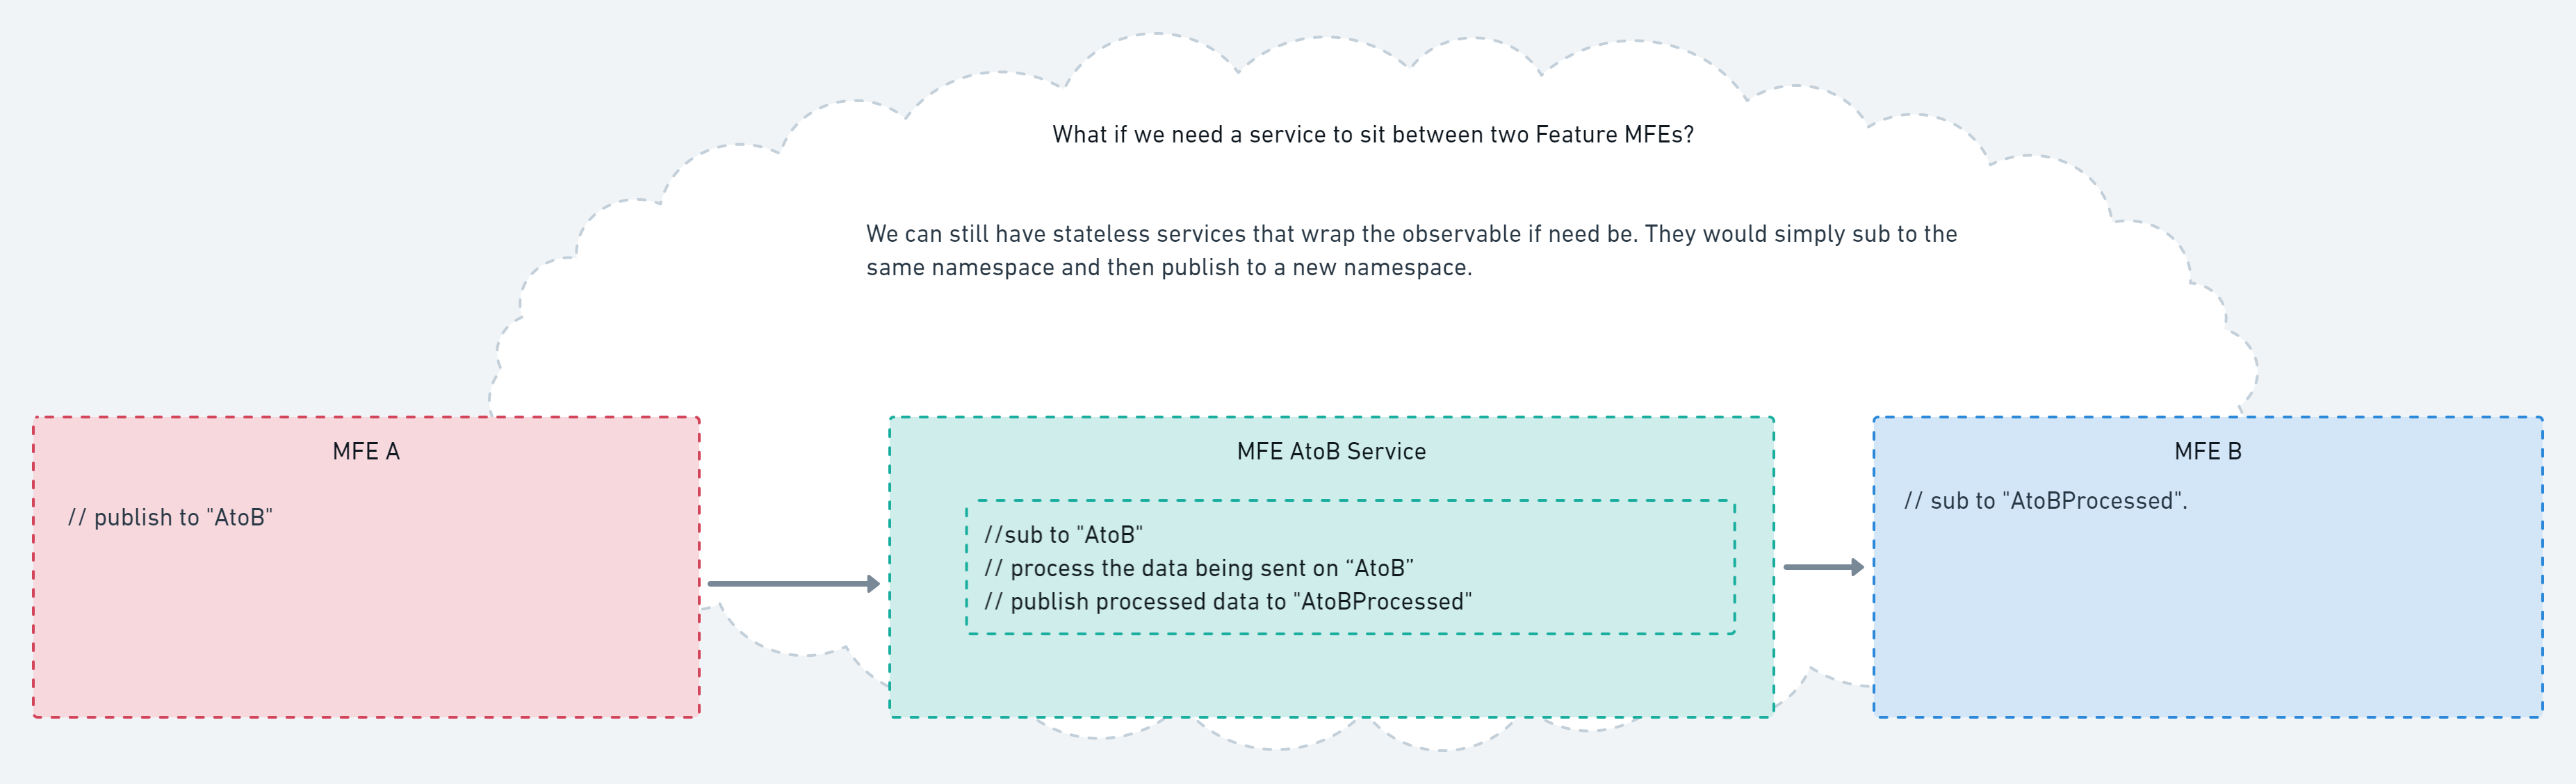 What if we need a service to sit between two Feature MFEs?
We can still have stateless services that wrap the observable if need be. They would simply sub to the
same namespace and then publish to a new namespace.
MFE A
// publish to "AtoB"
MFE AtoB Service
//sub to "AtoB"
// process the data being sent on “AtoB”
// publish processed data to "AtoBProcessed"
MFE B
// sub to "AtoBProcessed".